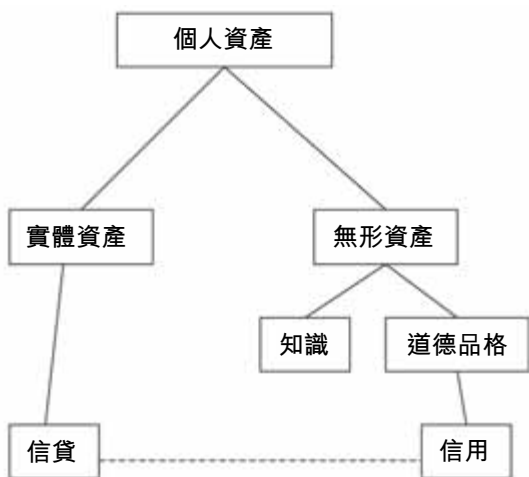 個人資產
實體資產
無形資產
知識
道德品格
信貸
信用